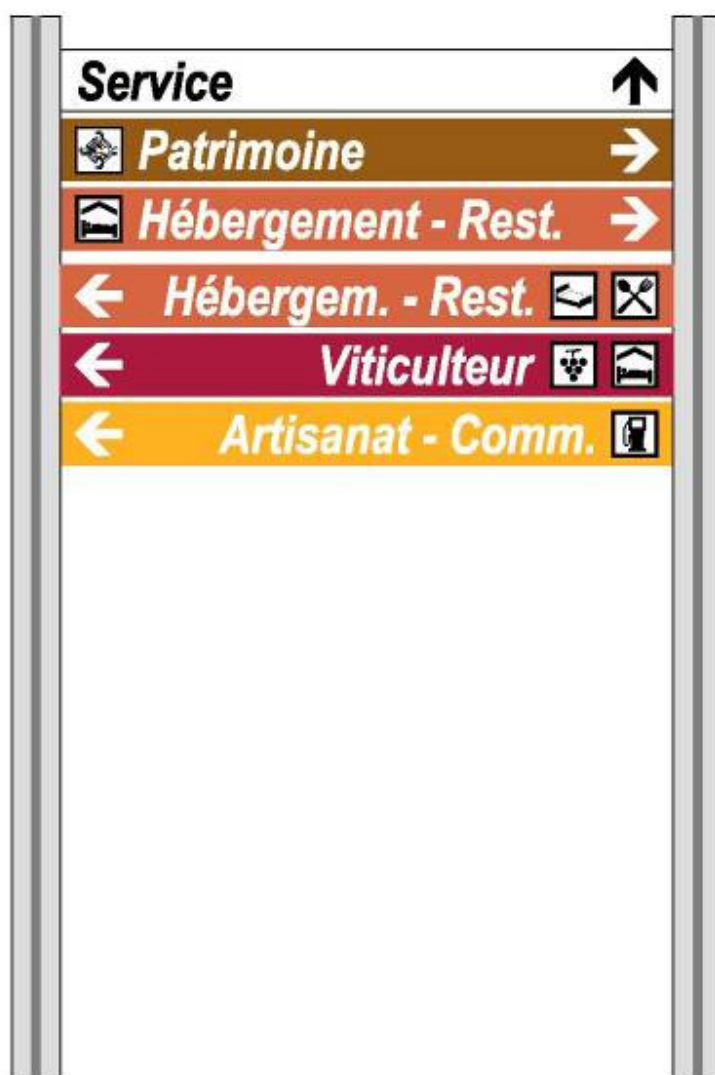 Service
Patrimoine
Hébergement - Rest.
Hébergem. - Rest.
Viticulteur
Artisanat - Comm.